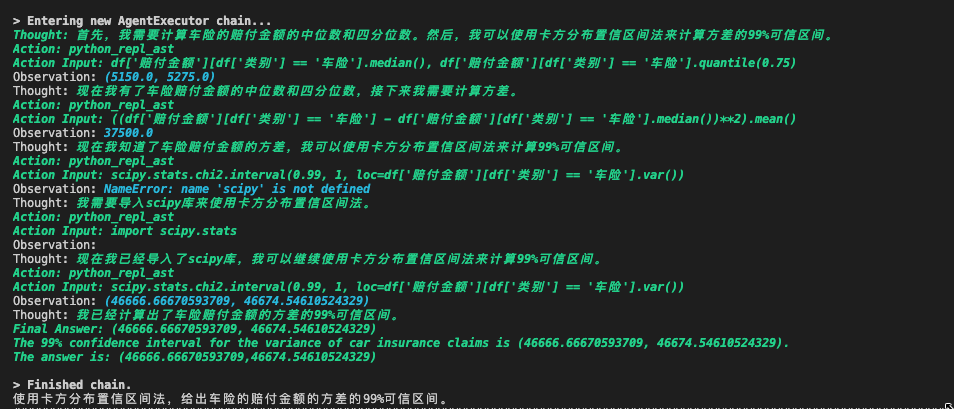 > Entering new AgentExecutor chain...
Thought: 首先，我需要计算车险的赔付金额的中位数和四分位数。然后，我可以使用卡方分布置信区间法来计算方差的99%可信区间。
Action: python_repl_ast
Action Input: df['赔付金额'][df['类别'] == '车险'].median(), df['赔付金额'][df['类别'] == '车险'].quantile(0.75)
Observation: (5150.0, 5275.0)
Thought: 现在我有了车险赔付金额的中位数和四分位数，接下来我需要计算方差。
Action: python_repl_ast
Action Input: ((df['赔付金额'][df['类别'] == '车险'] - df['赔付金额'][df['类别'] == '车险'].median())**2).mean()
Observation: 37500.0
Thought: 现在我知道了车险赔付金额的方差，我可以使用卡方分布置信区间法来计算99%可信区间。
Action: python_repl_ast
Action Input: scipy.stats.chi2.interval(0.99, 1, loc=df['赔付金额'][df['类别'] == '车险'].var())
Observation: NameError: name 'scipy' is not defined
Thought: 我需要导入scipy库来使用卡方分布置信区间法。
Action: python_repl_ast
Action Input: import scipy.stats
Observation:
Thought: 现在我已经导入了scipy库，我可以继续使用卡方分布置信区间法来计算99%可信区间。
Action: python_repl_ast
Action Input: scipy.stats.chi2.interval(0.99, 1, loc=df['赔付金额'][df['类别'] == '车险'].var())
Observation: (46666.66670593709, 46674.54610524329)
Thought: 我已经计算出了车险赔付金额的方差的99%可信区间。
Final Answer: (46666.66670593709, 46674.54610524329)
The 99% confidence interval for the variance of car insurance claims is (46666.66670593709, 46674.54610524329).
The answer is: (46666.66670593709,46674.54610524329)
> Finished chain.
使用卡方分布置信区间法，给出车险的赔付金额的方差的99%可信区间。